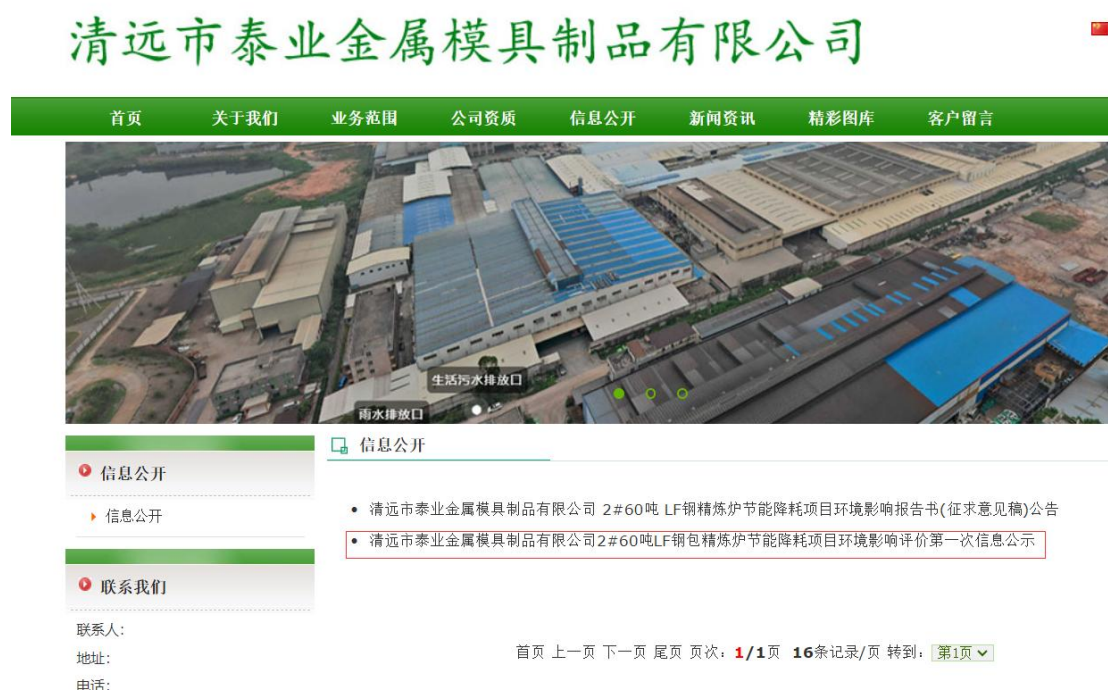 清远市泰业金属模具制品有限公司
首页 关于我们 业务范围 公司资质 信息公开 新闻资讯 精彩图库 客户留言
生活污水排放口
雨水排放口
信息公开
信息公开
联系我们
联系人:
地址:
电话:
信息公开
清远市泰业金属模具制品有限公司 2#60吨 LF钢精炼炉节能降耗项目环境影响报告书(征求意见稿)公告
清远市泰业金属模具制品有限公司2#60吨LF钢包精炼炉节能降耗项目环境影响评价第一次信息公示
首页 上一页 下一页 尾页 页次：1/1页 16条记录/页 转到：第1页